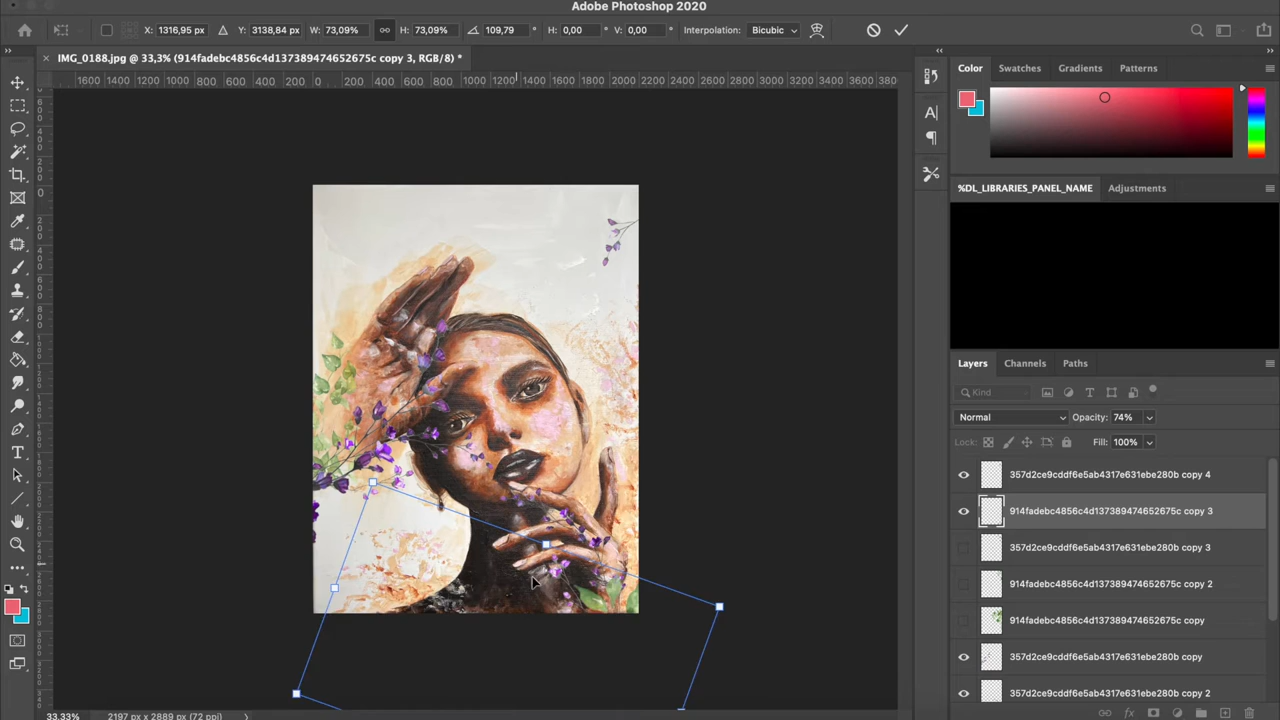 Adobe Photoshop 2020
X: 1316,95 px Y: 3138,84 px W: 73,09% H: 73,09% 109,79 H: 0,00 ° V: 0,00 ° Interpolation: Bicubic
IMG_0188.jpg @ 33,3% (914fadebc4856c4d137389474652675c copy 3, RGB/8) *
1600 1400 1200 1000 800 600 400 200 0 200 400 600 800 1000 1200 1400 1600 1800 2000 2200 2400 2600 2800 3000 3200 3400 3600 380
Color Swatches Gradients Patterns
%DL_LIBRARIES_PANEL_NAME Adjustments
Layers Channels Paths
Kind
Normal Opacity: 74%
Lock: Fill: 100%
357d2ce9cddf6e5ab4317e631ebe280b copy 4
914fadebc4856c4d137389474652675c copy 3
357d2ce9cddf6e5ab4317e631ebe280b copy 3
914fadebc4856c4d137389474652675c copy 2
914fadebc4856c4d137389474652675c copy
357d2ce9cddf6e5ab4317e631ebe280b copy
357d2ce9cddf6e5ab4317e631ebe280b copy 2
33,33% 2197 px x 2889 px (72 ppi)